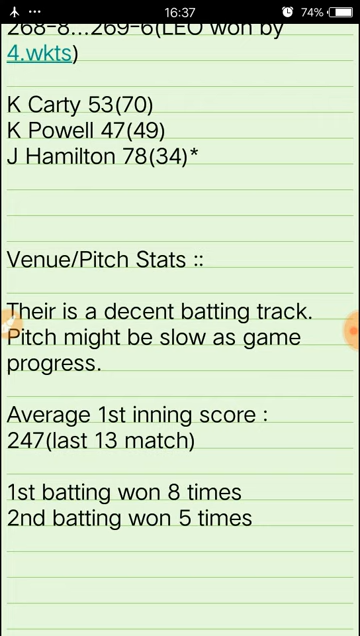 16:37
74%
268-8...269-6(LEO won by
4.wkts)
K Carty 53(70)
K Powell 47(49)
J Hamilton 78(34)*
Venue/Pitch Stats ::
Their is a decent batting track.
Pitch might be slow as game
progress.
Average 1st inning score :
247(last 13 match)
1st batting won 8 times
2nd batting won 5 times